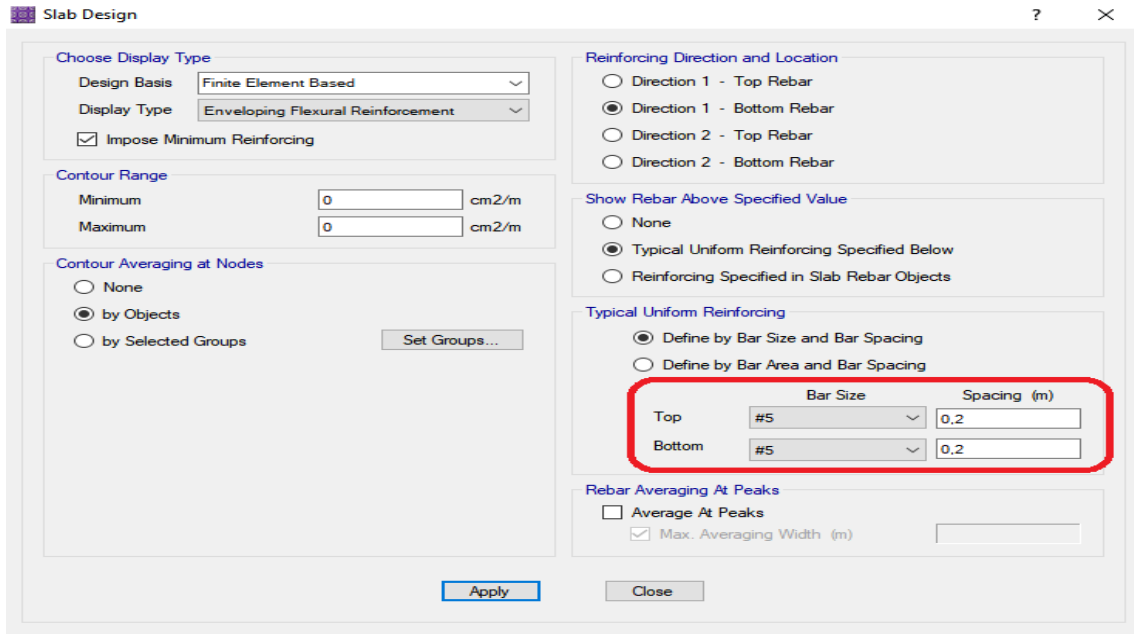 Slab Design
?
Choose Display Type
Design Basis Finite Element Based
Display Type Enveloping Flexural Reinforcement
Impose Minimum Reinforcing
Contour Range
Minimum 0 cm2/m
Maximum 0 cm2/m
Contour Averaging at Nodes
None
by Objects
by Selected Groups Set Groups...
Reinforcing Direction and Location
Direction 1 - Top Rebar
Direction 1 - Bottom Rebar
Direction 2 - Top Rebar
Direction 2 - Bottom Rebar
Show Rebar Above Specified Value
None
Typical Uniform Reinforcing Specified Below
Reinforcing Specified in Slab Rebar Objects
Typical Uniform Reinforcing
Define by Bar Size and Bar Spacing
Define by Bar Area and Bar Spacing
Bar Size Spacing (m)
Top #5 0,2
Bottom #5 0,2
Rebar Averaging At Peaks
Average At Peaks
Max. Averaging Width (m)
Apply Close